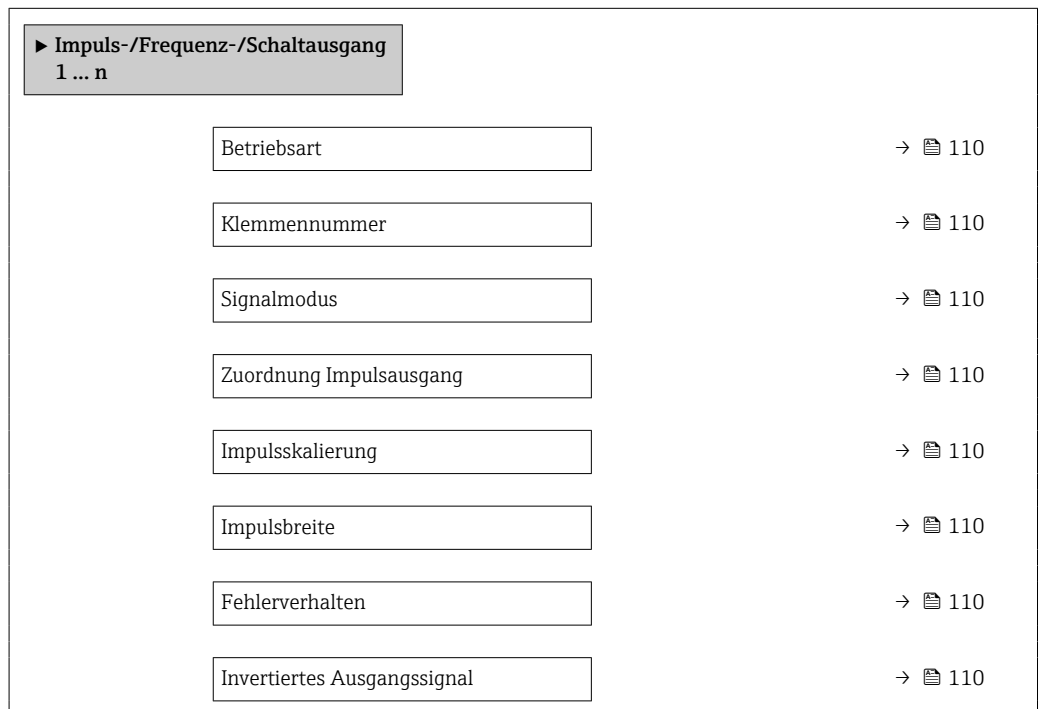 ▶ Impuls-/Frequenz-/Schaltausgang
1 ... n
Betriebsart → 110
Klemmennummer → 110
Signalmodus → 110
Zuordnung Impulsausgang → 110
Impulsskalierung → 110
Impulsbreite → 110
Fehlerverhalten → 110
Invertiertes Ausgangssignal → 110